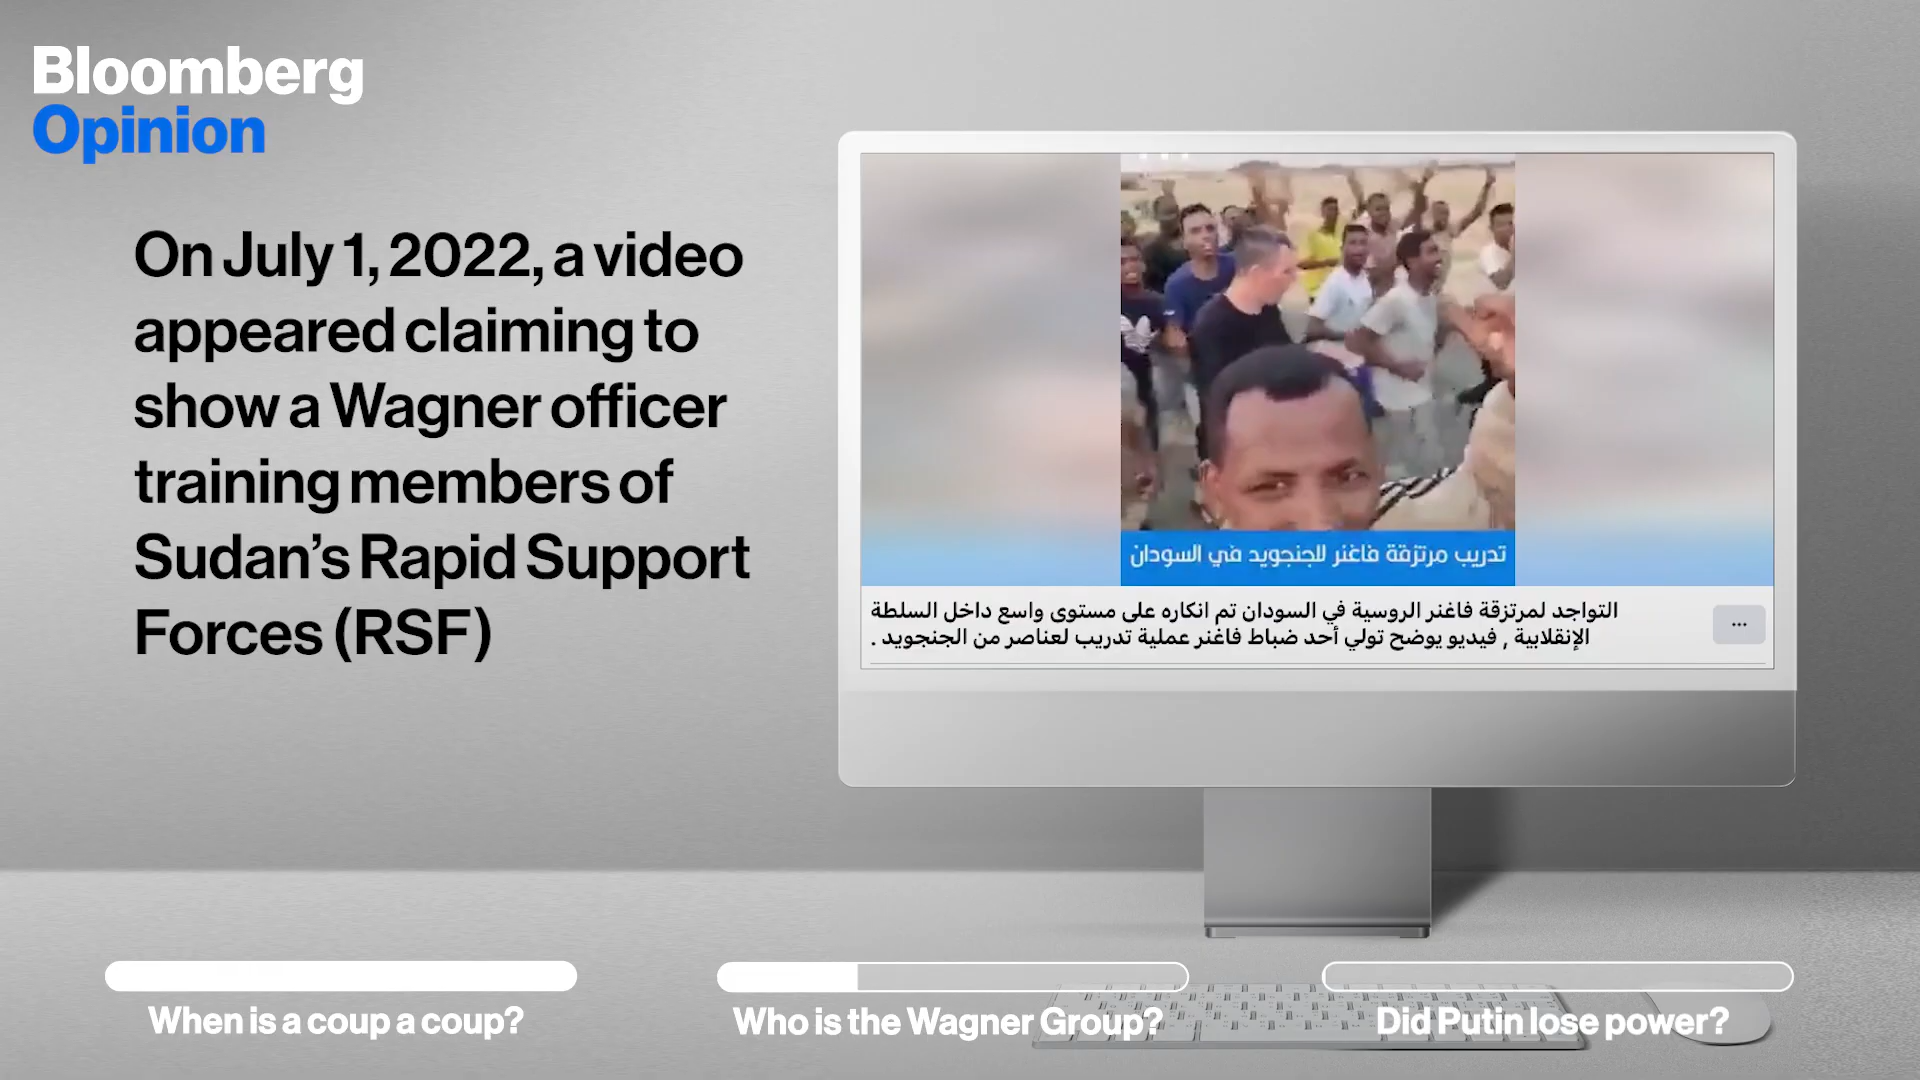 Bloomberg
Opinion
On July 1, 2022, a video
appeared claiming to
show a Wagner officer
training members of
Sudan's Rapid Support
Forces (RSF)
تدريب مرتزقة فاغنر للجنجويد في السودان
التواجد لمرتزقة فاغنر الروسية في السودان تم انكاره على مستوى واسع داخل السلطة
الإنقلابية , فيديو يوضح تولي أحد ضباط فاغنر عملية تدريب لعناصر من الجنجويد .
When is a coup a coup?
Who is the Wagner Group?
Did Putin lose power?